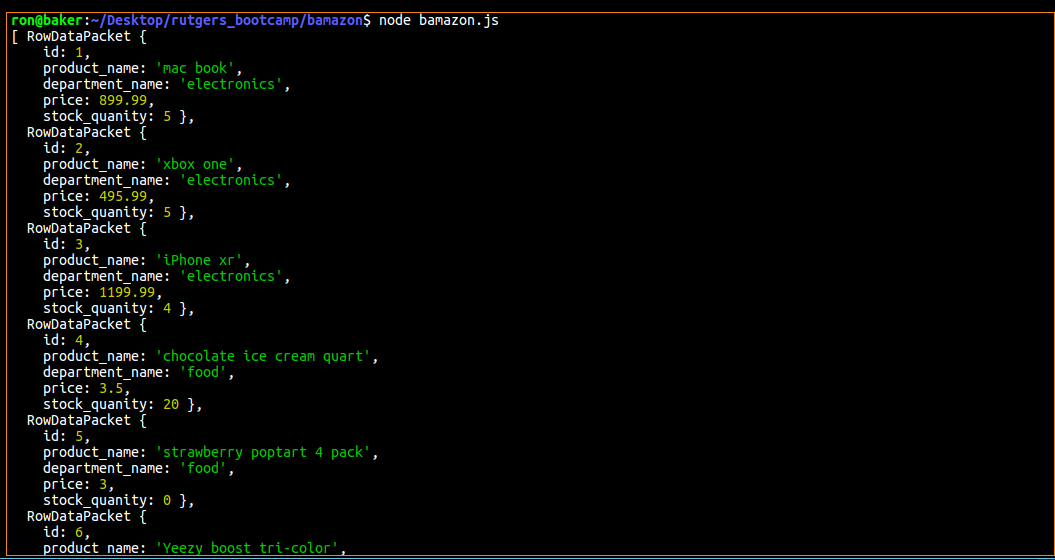 ron@baker:~/Desktop/rutgers_bootcamp/bamazon$ node bamazon.js
[ RowDataPacket {
    id: 1,
    product_name: 'mac book',
    department_name: 'electronics',
    price: 899.99,
    stock_quanity: 5 },
  RowDataPacket {
    id: 2,
    product_name: 'xbox one',
    department_name: 'electronics',
    price: 495.99,
    stock_quanity: 5 },
  RowDataPacket {
    id: 3,
    product_name: 'iPhone xr',
    department_name: 'electronics',
    price: 1199.99,
    stock_quanity: 4 },
  RowDataPacket {
    id: 4,
    product_name: 'chocolate ice cream quart',
    department_name: 'food',
    price: 3.5,
    stock_quanity: 20 },
  RowDataPacket {
    id: 5,
    product_name: 'strawberry poptart 4 pack',
    department_name: 'food',
    price: 3,
    stock_quanity: 0 },
  RowDataPacket {
    id: 6,
    product_name: 'Yeezy boost tri-color',